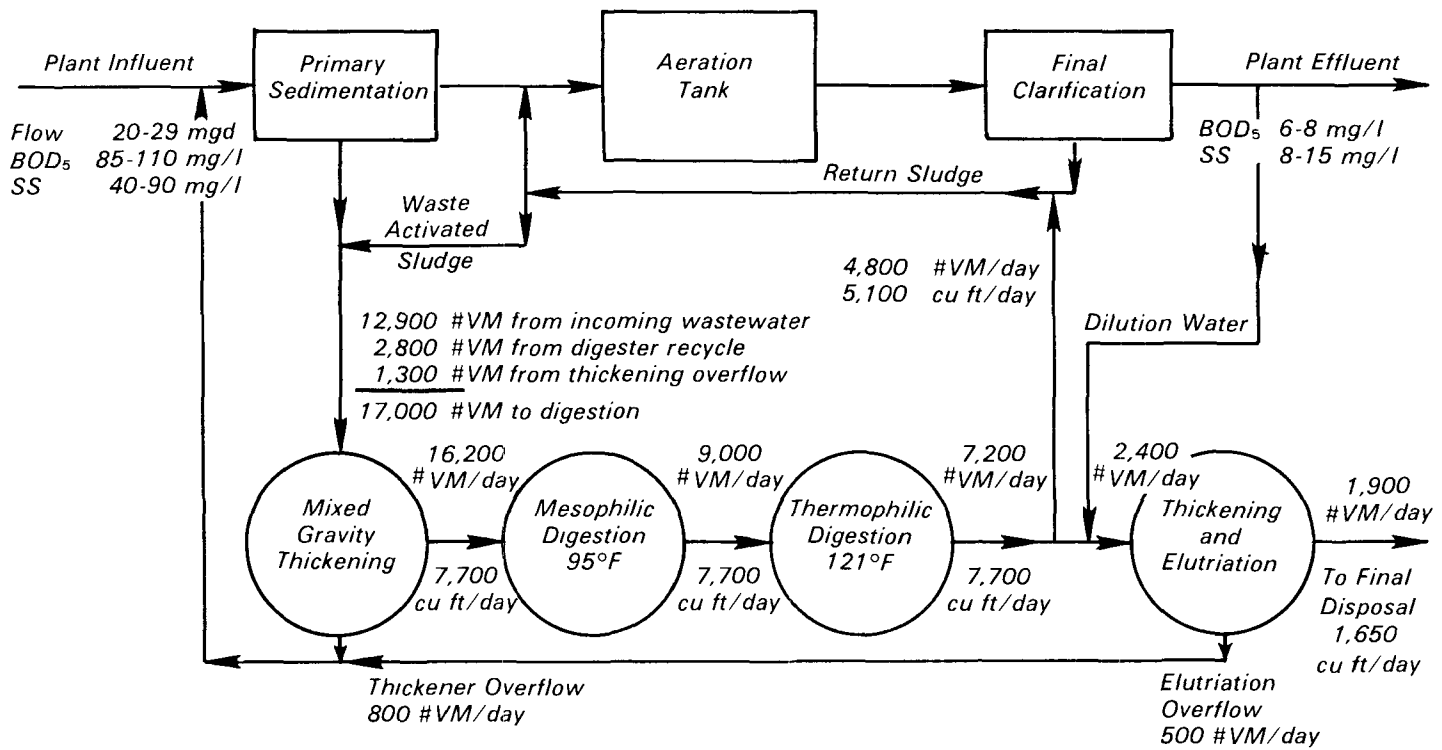 Plant Influent
Flow 20-29 mgd
BOD₅ 85-110 mg/l
SS 40-90 mg/l
Primary
Sedimentation
Aeration
Tank
Final
Clarification
Plant Effluent
BOD₅ 6-8 mg/l
SS 8-15 mg/l
Return Sludge
Waste
Activated
Sludge
4,800 #VM/day
5,100 cu ft/day
Dilution Water
12,900 #VM from incoming wastewater
2,800 #VM from digester recycle
1,300 #VM from thickening overflow
17,000 #VM to digestion
Mixed
Gravity
Thickening
16,200
#VM/day
7,700
cu ft/day
Mesophilic
Digestion
95°F
9,000
#VM/day
7,700
cu ft/day
Thermophilic
Digestion
121°F
7,200
#VM/day
7,700
cu ft/day
2,400
#VM/day
Thickening
and
Elutriation
1,900
#VM/day
To Final
Disposal
1,650
cu ft/day
Thickener Overflow
800 #VM/day
Elutriation
Overflow
500 #VM/day